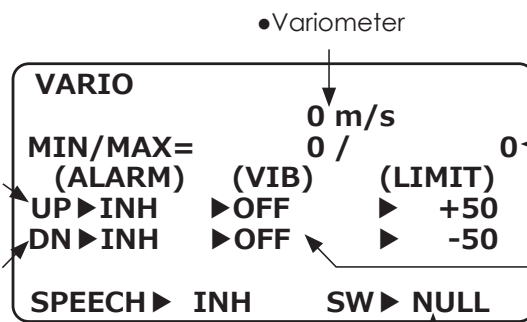 ●Variometer
VARIO
0 m/s
MIN/MAX= 0 / 0
(ALARM) (VIB) (LIMIT)
UP▶INH ▶OFF ▶ +50
DN▶INH ▶OFF ▶ -50
SPEECH▶ INH SW▶ NULL